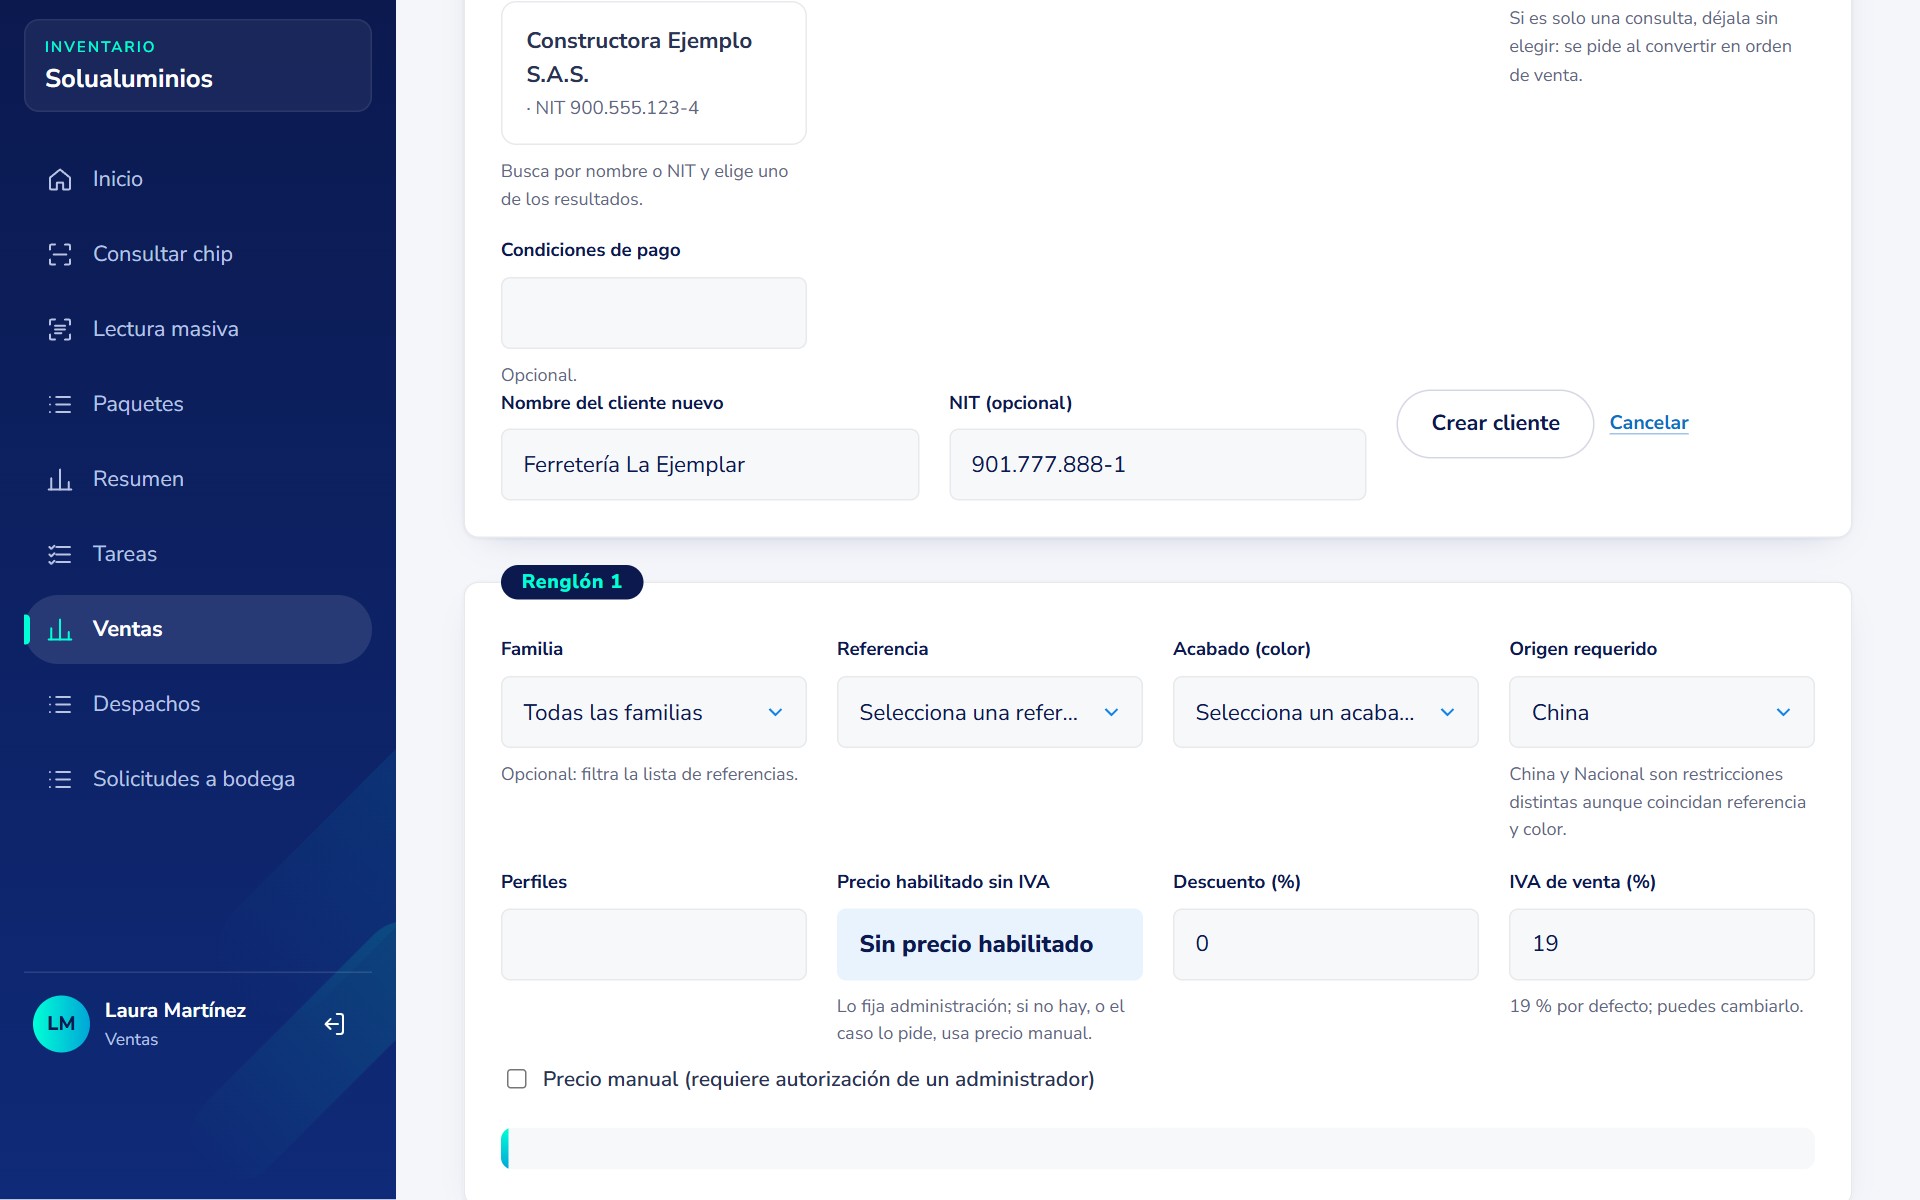 INVENTARIO
Solualuminios
Inicio
Consultar chip
Lectura masiva
Paquetes
Resumen
Tareas
Ventas
Despachos
Solicitudes a bodega
LM
Laura Martínez
Ventas
Constructora Ejemplo
S.A.S.
· NIT 900.555.123-4
Busca por nombre o NIT y elige uno
de los resultados.
Si es solo una consulta, déjala sin
elegir: se pide al convertir en orden
de venta.
Condiciones de pago
Opcional.
Nombre del cliente nuevo
Ferretería La Ejemplar
NIT (opcional)
901.777.888-1
Crear cliente
Cancelar
Renglón 1
Familia
Todas las familias
Opcional: filtra la lista de referencias.
Referencia
Selecciona una refer...
Acabado (color)
Selecciona un acaba...
Origen requerido
China
China y Nacional son restricciones
distintas aunque coincidan referencia
y color.
Perfiles
Precio habilitado sin IVA
Sin precio habilitado
Lo fija administración; si no hay, o el
caso lo pide, usa precio manual.
Descuento (%)
0
IVA de venta (%)
19
19 % por defecto; puedes cambiarlo.
Precio manual (requiere autorización de un administrador)